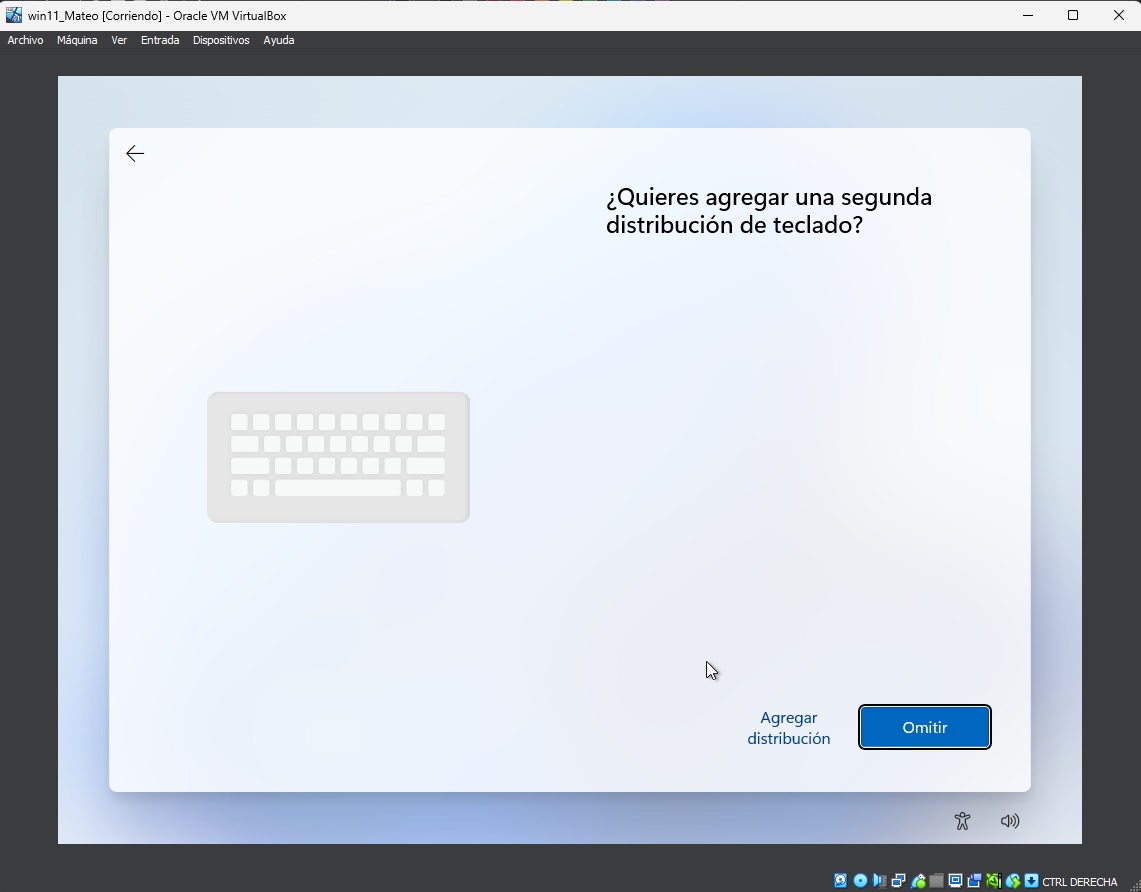 win11_Mateo [Corriendo] - Oracle VM VirtualBox
Archivo Máquina Ver Entrada Dispositivos Ayuda
¿Quieres agregar una segunda
distribución de teclado?
Agregar
distribución
Omitir
CTRL DERECHA